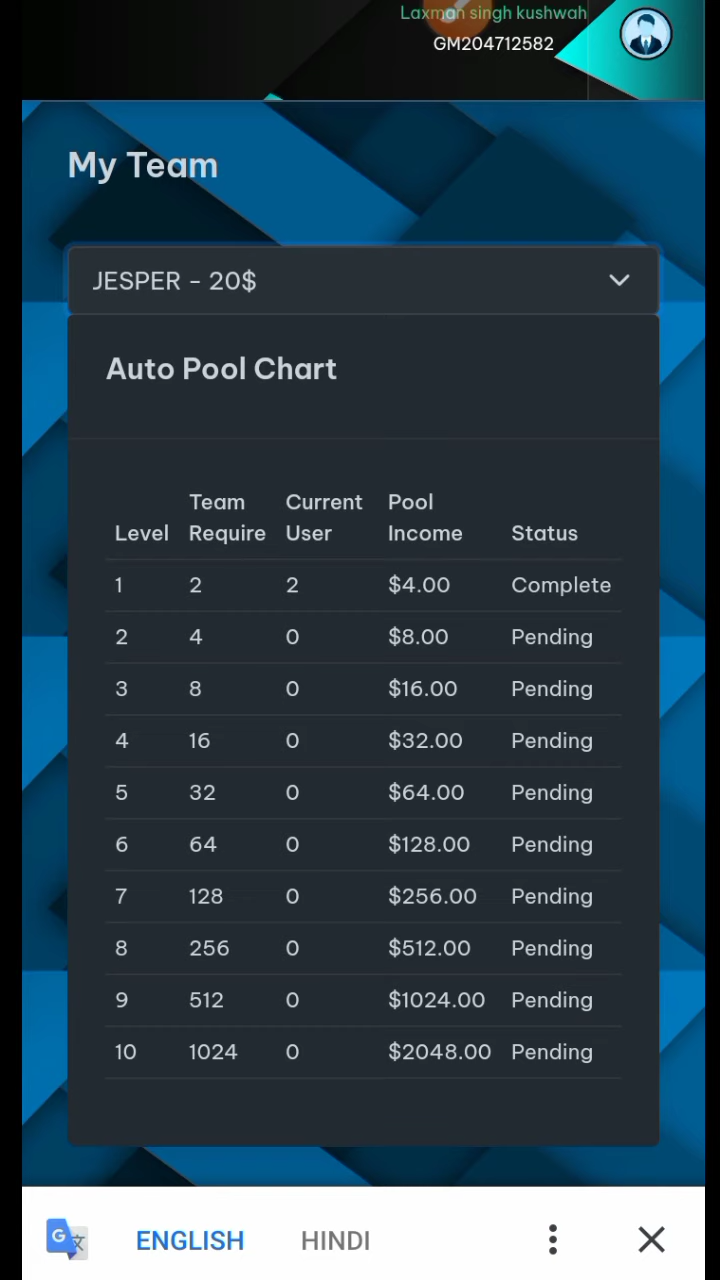 Laxman singh kushwah
GM204712582
My Team
JESPER - 20$
Auto Pool Chart
Level Team Require Current User Pool Income Status
1 2 2 $4.00 Complete
2 4 0 $8.00 Pending
3 8 0 $16.00 Pending
4 16 0 $32.00 Pending
5 32 0 $64.00 Pending
6 64 0 $128.00 Pending
7 128 0 $256.00 Pending
8 256 0 $512.00 Pending
9 512 0 $1024.00 Pending
10 1024 0 $2048.00 Pending
ENGLISH HINDI